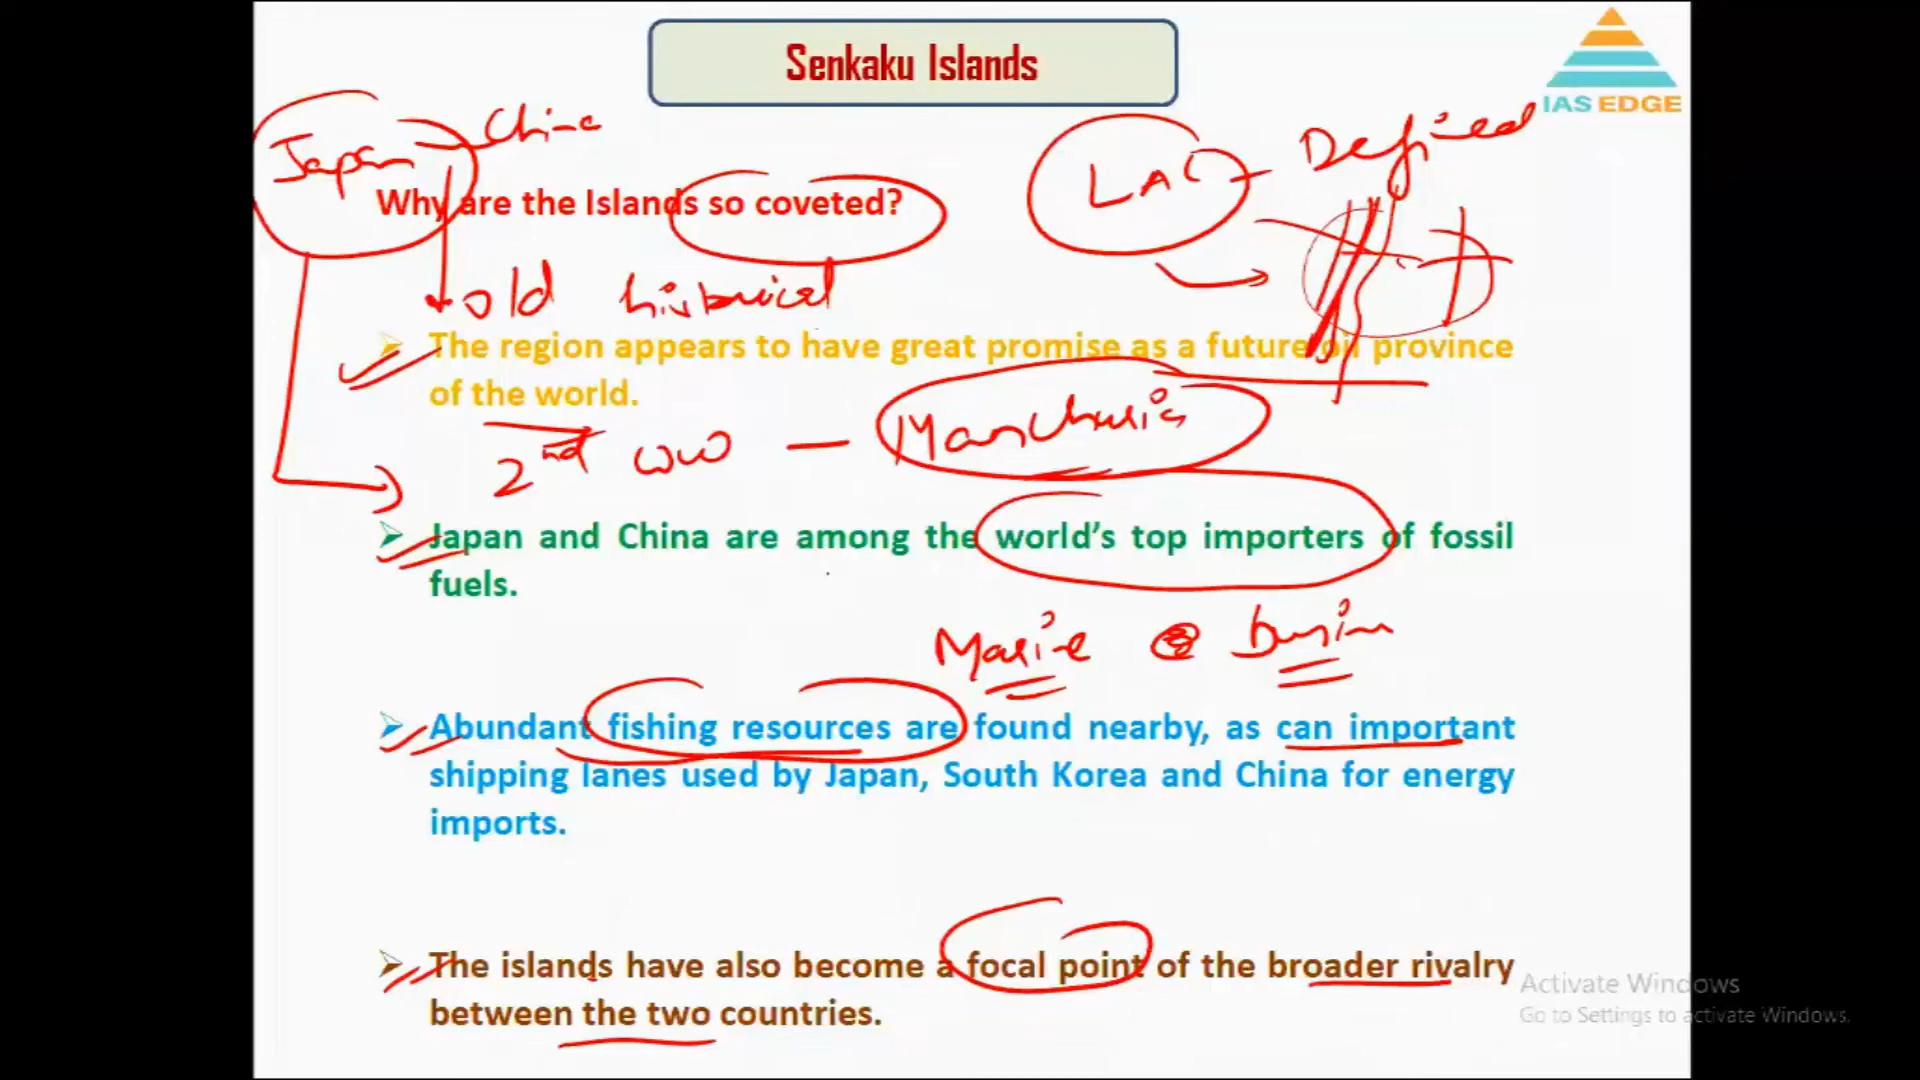 Senkaku Islands
IAS EDGE
Japan - China
LAC - Defined
Why are the Islands so coveted?
old historical
The region appears to have great promise as a future oil province
of the world.
2nd WW - Manchuria
Japan and China are among the world's top importers of fossil
fuels.
Abundant fishing resources are found nearby, as can important
shipping lanes used by Japan, South Korea and China for energy
imports.
The islands have also become a focal point of the broader rivalry
between the two countries.
Activate Windows
Go to Settings to activate Windows.